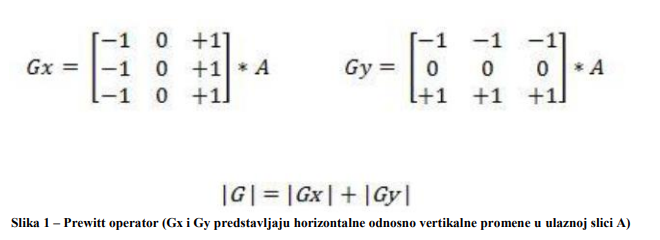 Gx = [−1 0 +1; −1 0 +1; −1 0 +1] * A
Gy = [−1 −1 −1; 0 0 0; +1 +1 +1] * A
|G| = |Gx| + |Gy|
Slika 1 – Prewitt operator (Gx i Gy predstavljaju horizontalne odnosno vertikalne promene u ulaznoj slici A)